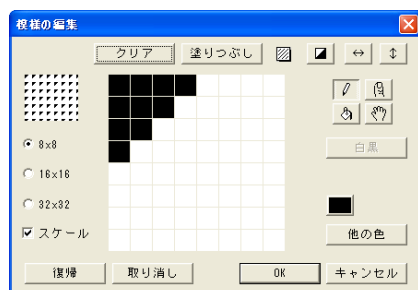 模様の編集
クリア 塗りつぶし
8x8
16x16
白黒
32x32
スケール
他の色
復帰 取り消し OK キャンセル